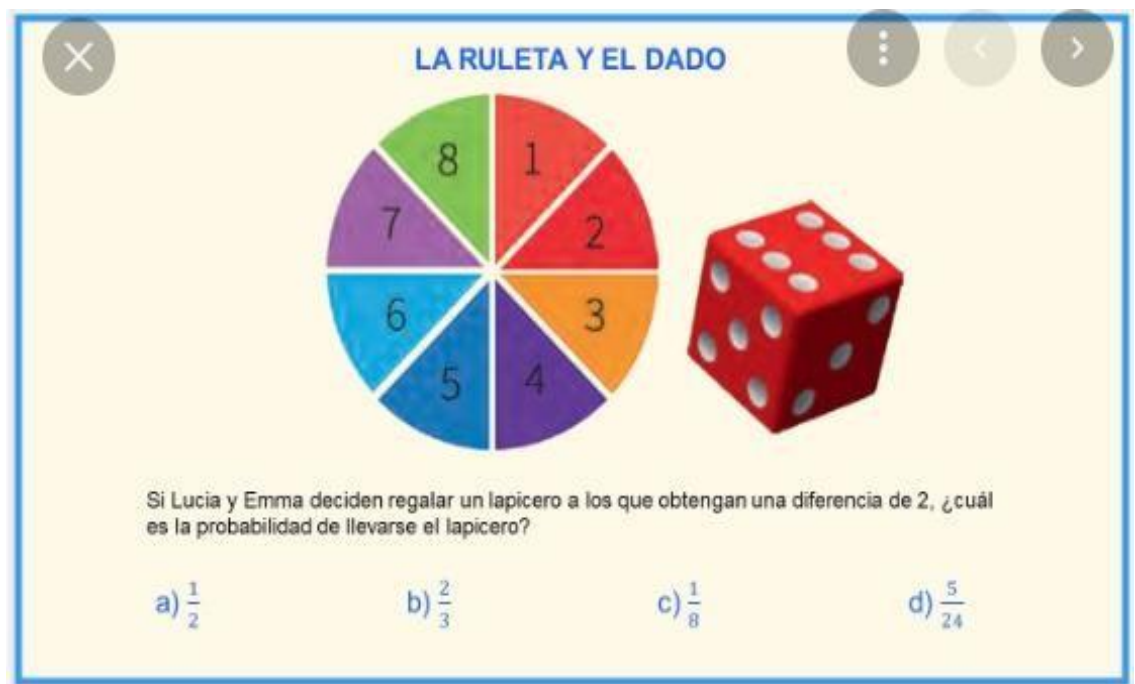 LA RULETA Y EL DADO
8 1
7 2
6 3
5 4
Si Lucia y Emma deciden regalar un lapicero a los que obtengan una diferencia de 2, ¿cuál
es la probabilidad de llevarse el lapicero?
a) 1/2 b) 2/3 c) 1/8 d) 5/24